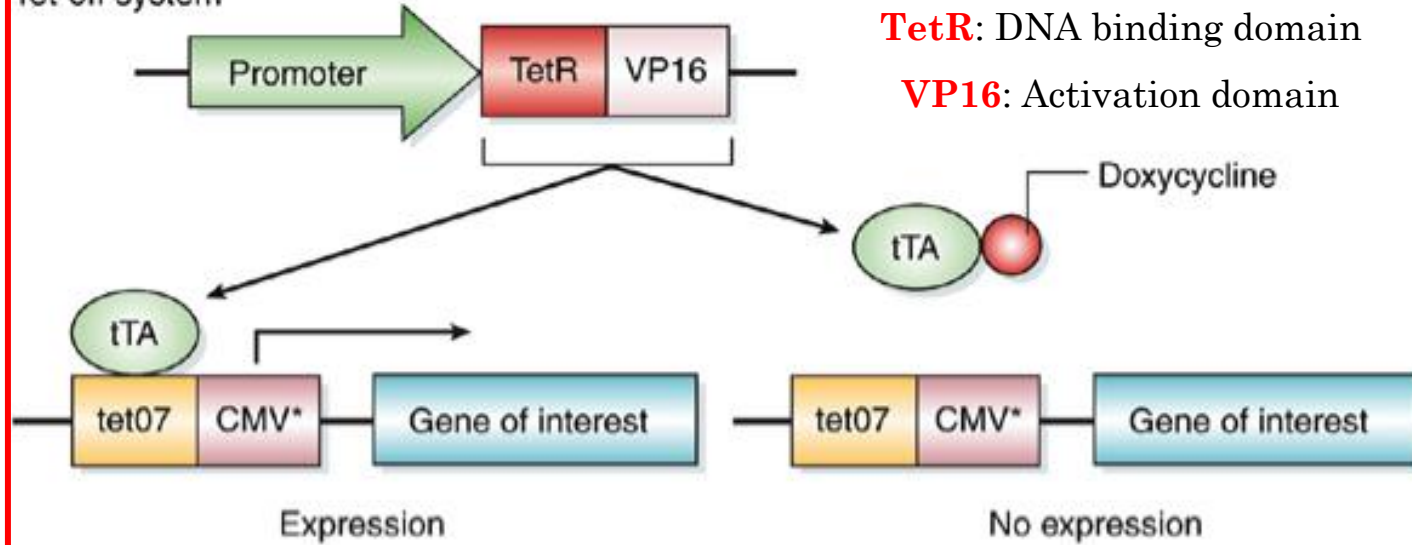 TetR: DNA binding domain
VP16: Activation domain
Promoter
TetR
VP16
Doxycycline
tTA
tTA
tet07
CMV*
Gene of interest
tet07
CMV*
Gene of interest
Expression
No expression